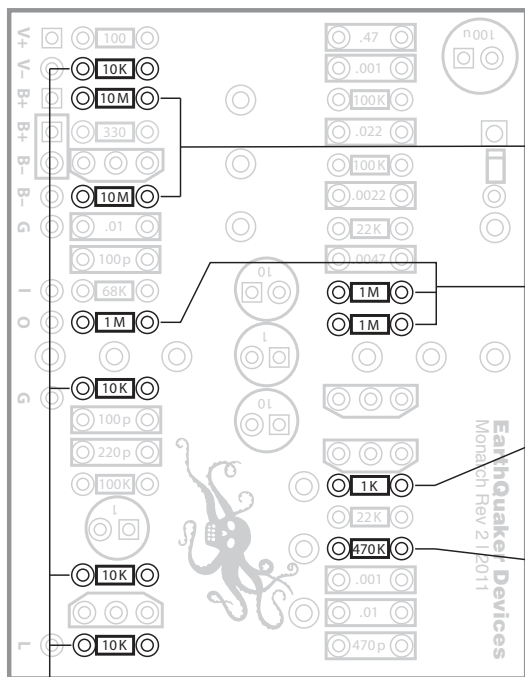 V+
100
.47
100u
V-
10K
.001
B+
10M
100K
B+
330
.022
B-
100K
B-
10M
.0022
G
.01
22K
100p
.0047
10
I
68K
1M
O
1M
1M
1
G
10K
100p
10
220p
100K
1K
1
22K
470K
10K
.001
.01
L
10K
470p
EarthQuaker Devices
Monarch Rev 2 | 2011